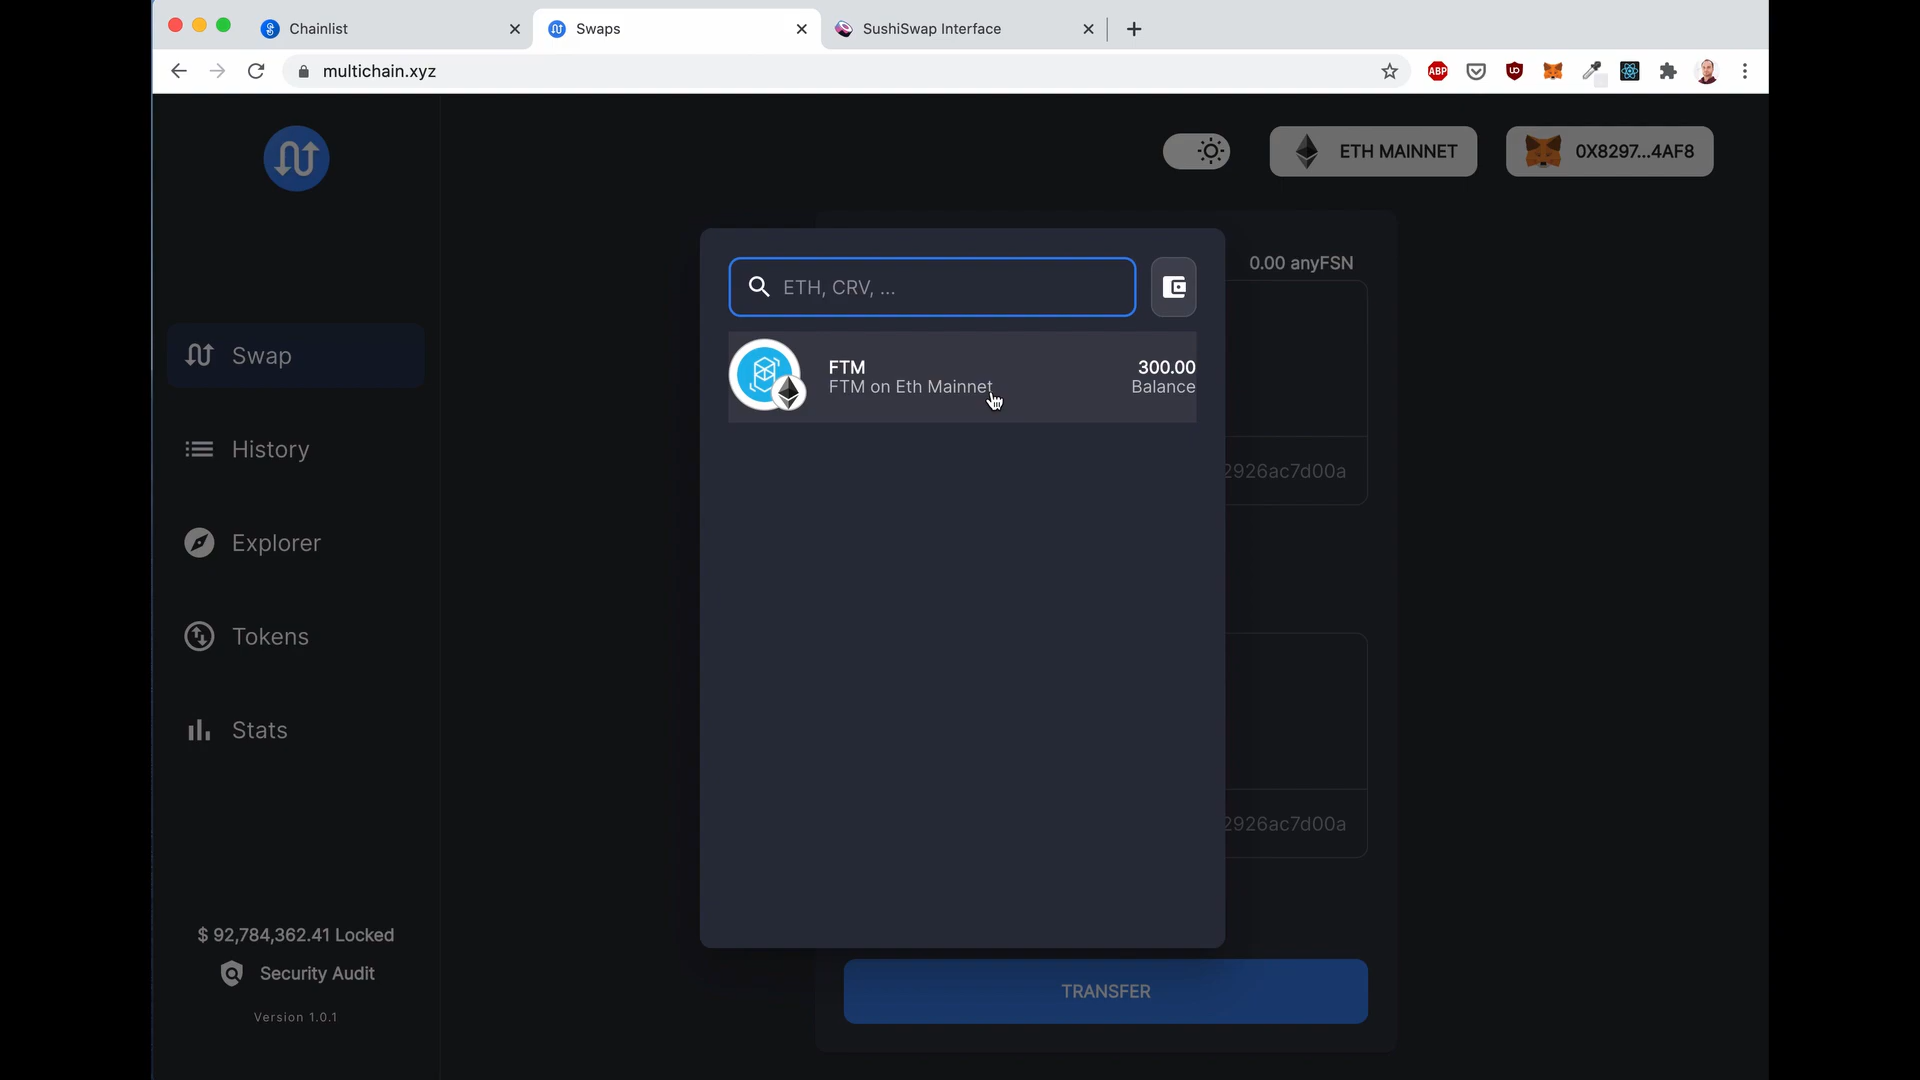 Chainlist
Swaps
SushiSwap Interface
multichain.xyz
ABP
ETH MAINNET
0X8297...4AF8
0.00 anyFSN
ETH, CRV, ...
FTM
300.00
FTM on Eth Mainnet
Balance
2926ac7d00a
Swap
History
Explorer
Tokens
Stats
2926ac7d00a
$ 92,784,362.41 Locked
Security Audit
Version 1.0.1
TRANSFER